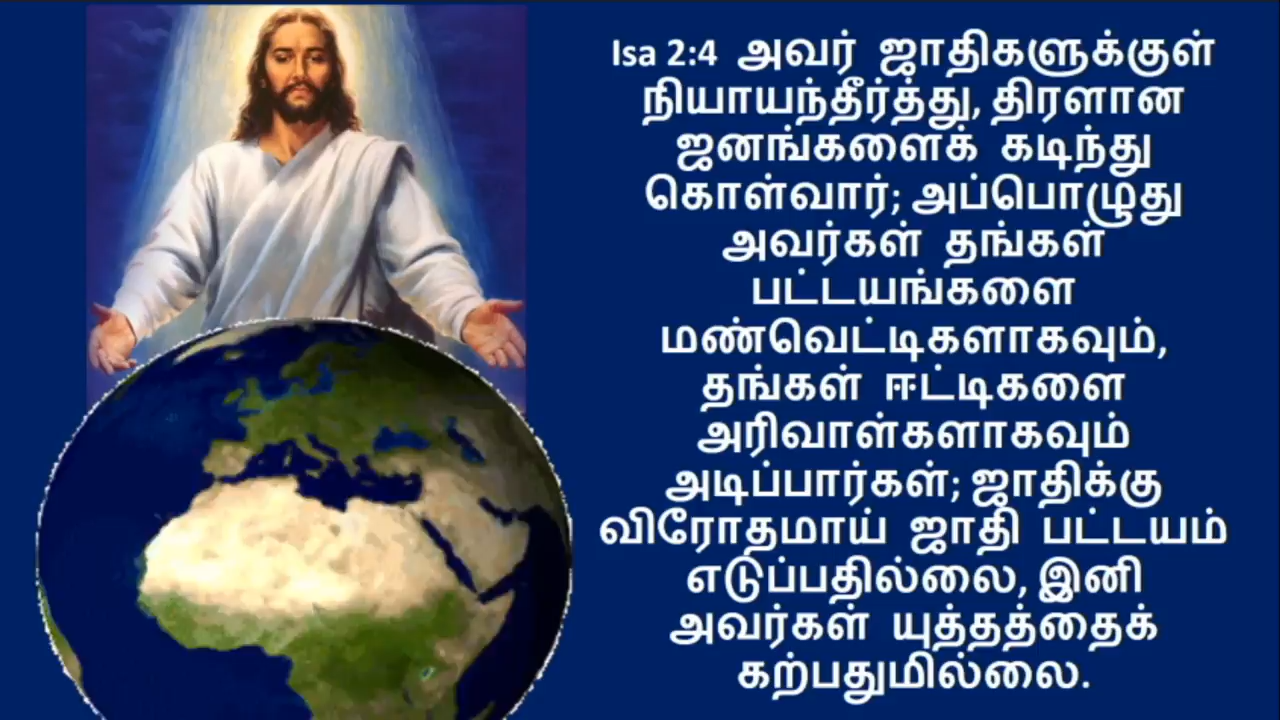 Isa 2:4 அவர் ஜாதிகளுக்குள்
நியாயந்தீர்த்து, திரளான
ஜனங்களைக் கடிந்து
கொள்வார்; அப்பொழுது
அவர்கள் தங்கள்
பட்டயங்களை
மண்வெட்டிகளாகவும்,
தங்கள் ஈட்டிகளை
அரிவாள்களாகவும்
அடிப்பார்கள்; ஜாதிக்கு
விரோதமாய் ஜாதி பட்டயம்
எடுப்பதில்லை, இனி
அவர்கள் யுத்தத்தைக்
கற்பதுமில்லை.